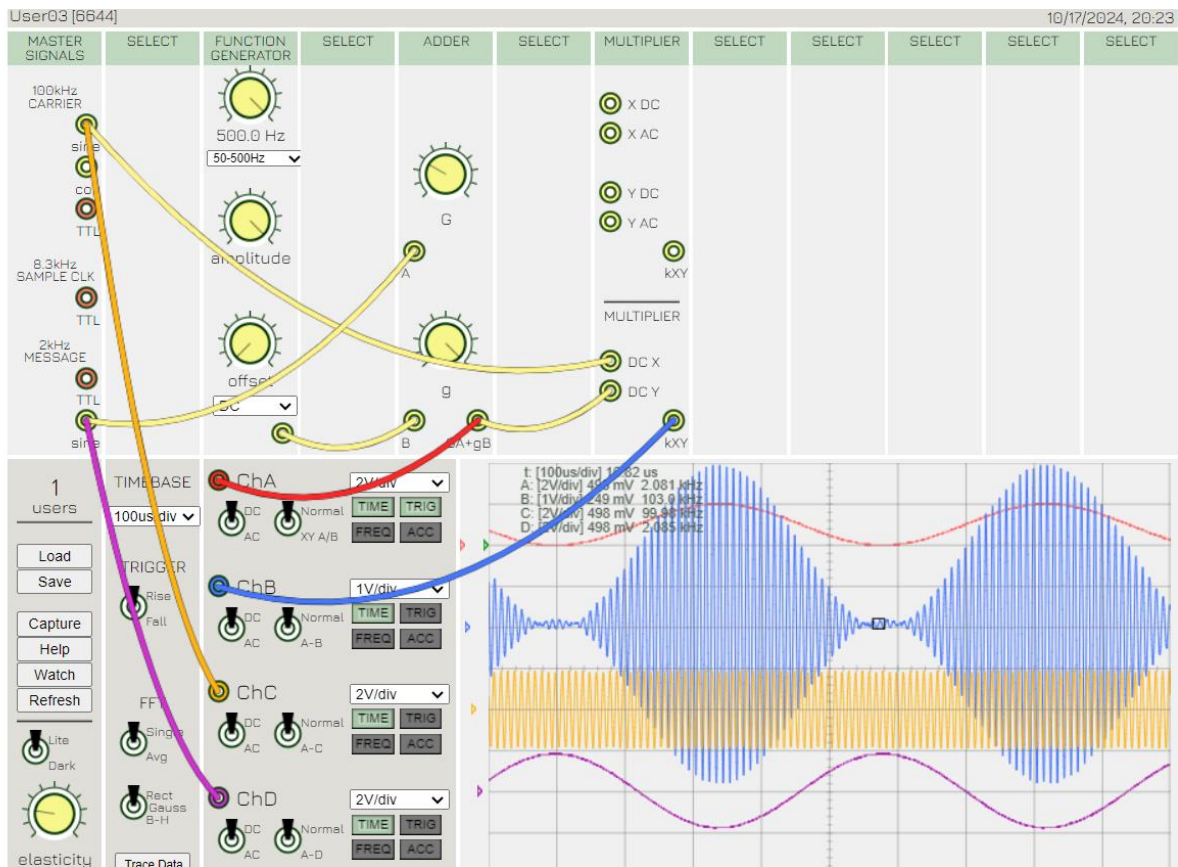 User03 [6644]
10/17/2024, 20:23
MASTER SIGNALS
SELECT
FUNCTION GENERATOR
SELECT
ADDER
SELECT
MULTIPLIER
SELECT
SELECT
SELECT
SELECT
SELECT
100kHz
CARRIER
sine
TTL
8.3kHz
SAMPLE CLK
TTL
2kHz
MESSAGE
TTL
sine
500.0 Hz
50-500Hz
amplitude
offset
DC
G
A
g
B
GA+gB
X DC
X AC
Y DC
Y AC
kXY
MULTIPLIER
DC X
DC Y
kXY
1
users
Load
Save
Capture
Help
Watch
Refresh
Lite
Dark
elasticity
TIMEBASE
100us/div
TRIGGER
Rise
Fall
FFT
Single
Avg
Rect
Gauss
B-H
Trace Data
ChA
2V/div
DC
AC
Normal
XY A/B
TIME
TRIG
FREQ
ACC
ChB
1V/div
DC
AC
Normal
A-B
TIME
TRIG
FREQ
ACC
ChC
2V/div
DC
AC
Normal
A-C
TIME
TRIG
FREQ
ACC
ChD
2V/div
DC
AC
Normal
A-D
TIME
TRIG
FREQ
ACC
t: [100us/div] us
A: [2V/div] mV 2.081 kHz
B: [1V/div] 249 mV 103.0 kHz
C: [2V/div] 498 mV kHz
D: [2V/div] 498 mV 2.085 kHz